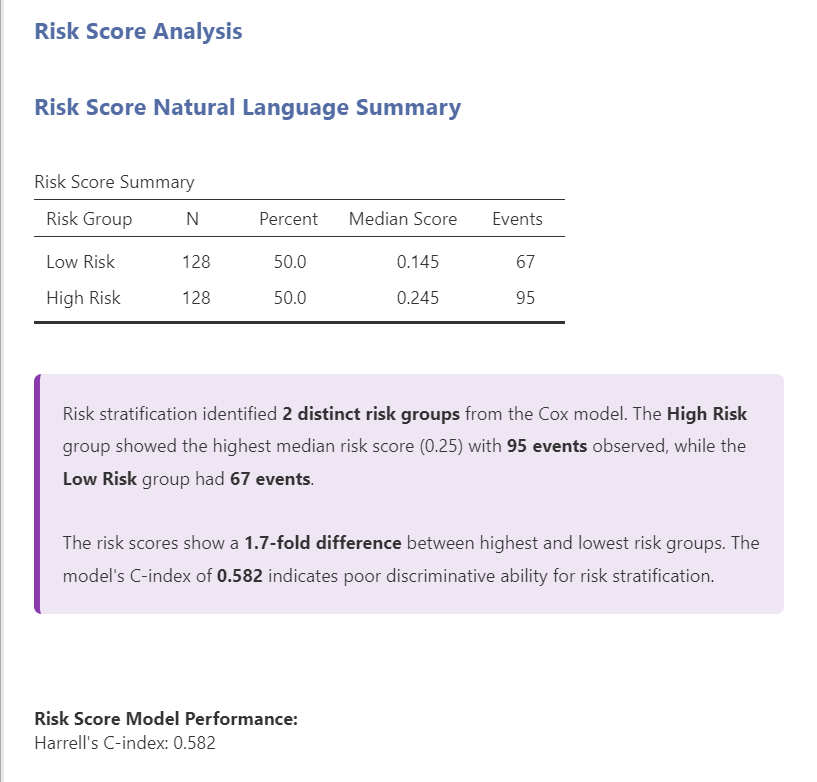 Risk Score Analysis
Risk Score Natural Language Summary
Risk Score Summary
Risk Group N Percent Median Score Events
Low Risk 128 50.0 0.145 67
High Risk 128 50.0 0.245 95
Risk stratification identified 2 distinct risk groups from the Cox model. The High Risk
group showed the highest median risk score (0.25) with 95 events observed, while the
Low Risk group had 67 events.
The risk scores show a 1.7-fold difference between highest and lowest risk groups. The
model's C-index of 0.582 indicates poor discriminative ability for risk stratification.
Risk Score Model Performance:
Harrell's C-index: 0.582